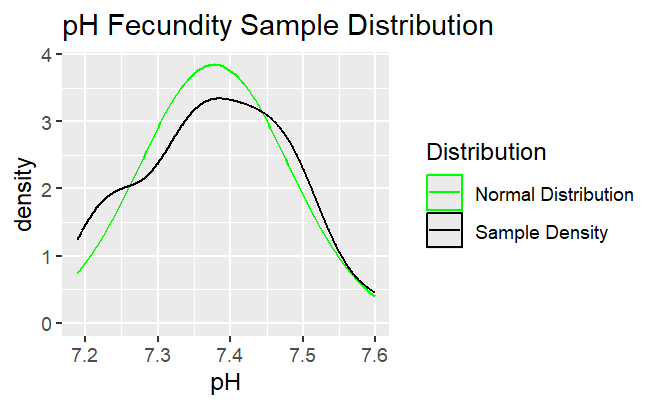 pH Fecundity Sample Distribution
density
4
3
2
1
0
7.2 7.3 7.4 7.5 7.6
pH
Distribution
Normal Distribution
Sample Density